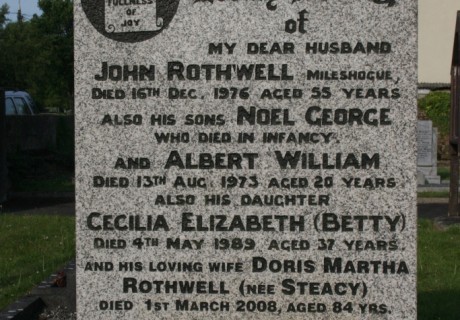 FULLNESS
OF
JOY
of
MY DEAR HUSBAND
JOHN ROTHWELL MILESHOGUE,
DIED 16TH DEC. 1976 AGED 55 YEARS
ALSO HIS SONS NOEL GEORGE
WHO DIED IN INFANCY.
AND ALBERT WILLIAM
DIED 13TH AUG. 1973 AGED 20 YEARS.
ALSO HIS DAUGHTER
CECILIA ELIZABETH (BETTY)
DIED 4TH MAY 1989 AGED 37 YEARS.
AND HIS LOVING WIFE DORIS MARTHA
ROTHWELL (NÉE STEACY)
DIED 1ST MARCH 2008, AGED 84 YRS.